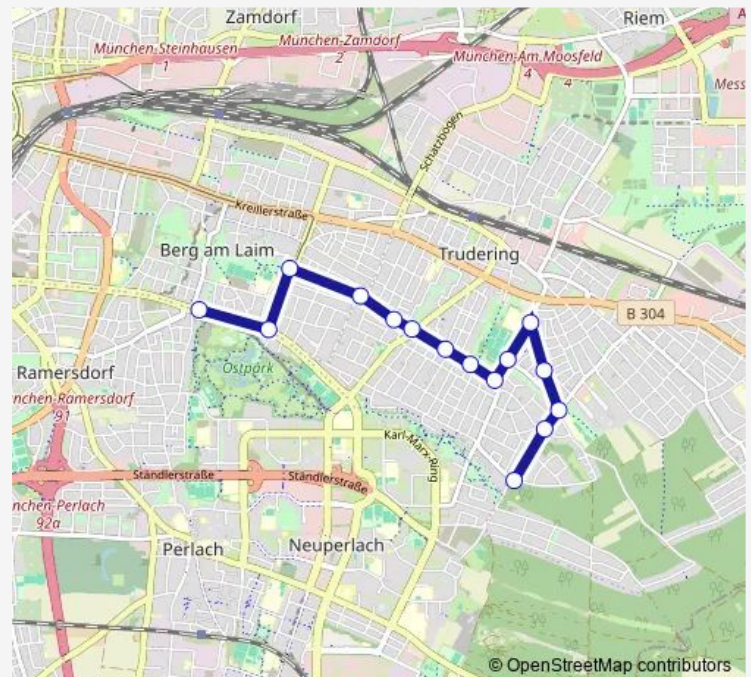 Zamdorf
Riem
A
München-Steinhausen
1
München-Zamdorf
2
München-Am Moosfeld
4
4
Mess
Schatzbogen
Kreillerstraße
Berg am Laim
Trudering
B 304
Ostpark
Ramersdorf
nchen-Ramersdorf
91
Karl-Marx-Ring
Ständlerstraße
Ständlerstraße
nchen-Perlach
92a
Perlach
Neuperlach
© OpenStreetMap contributors